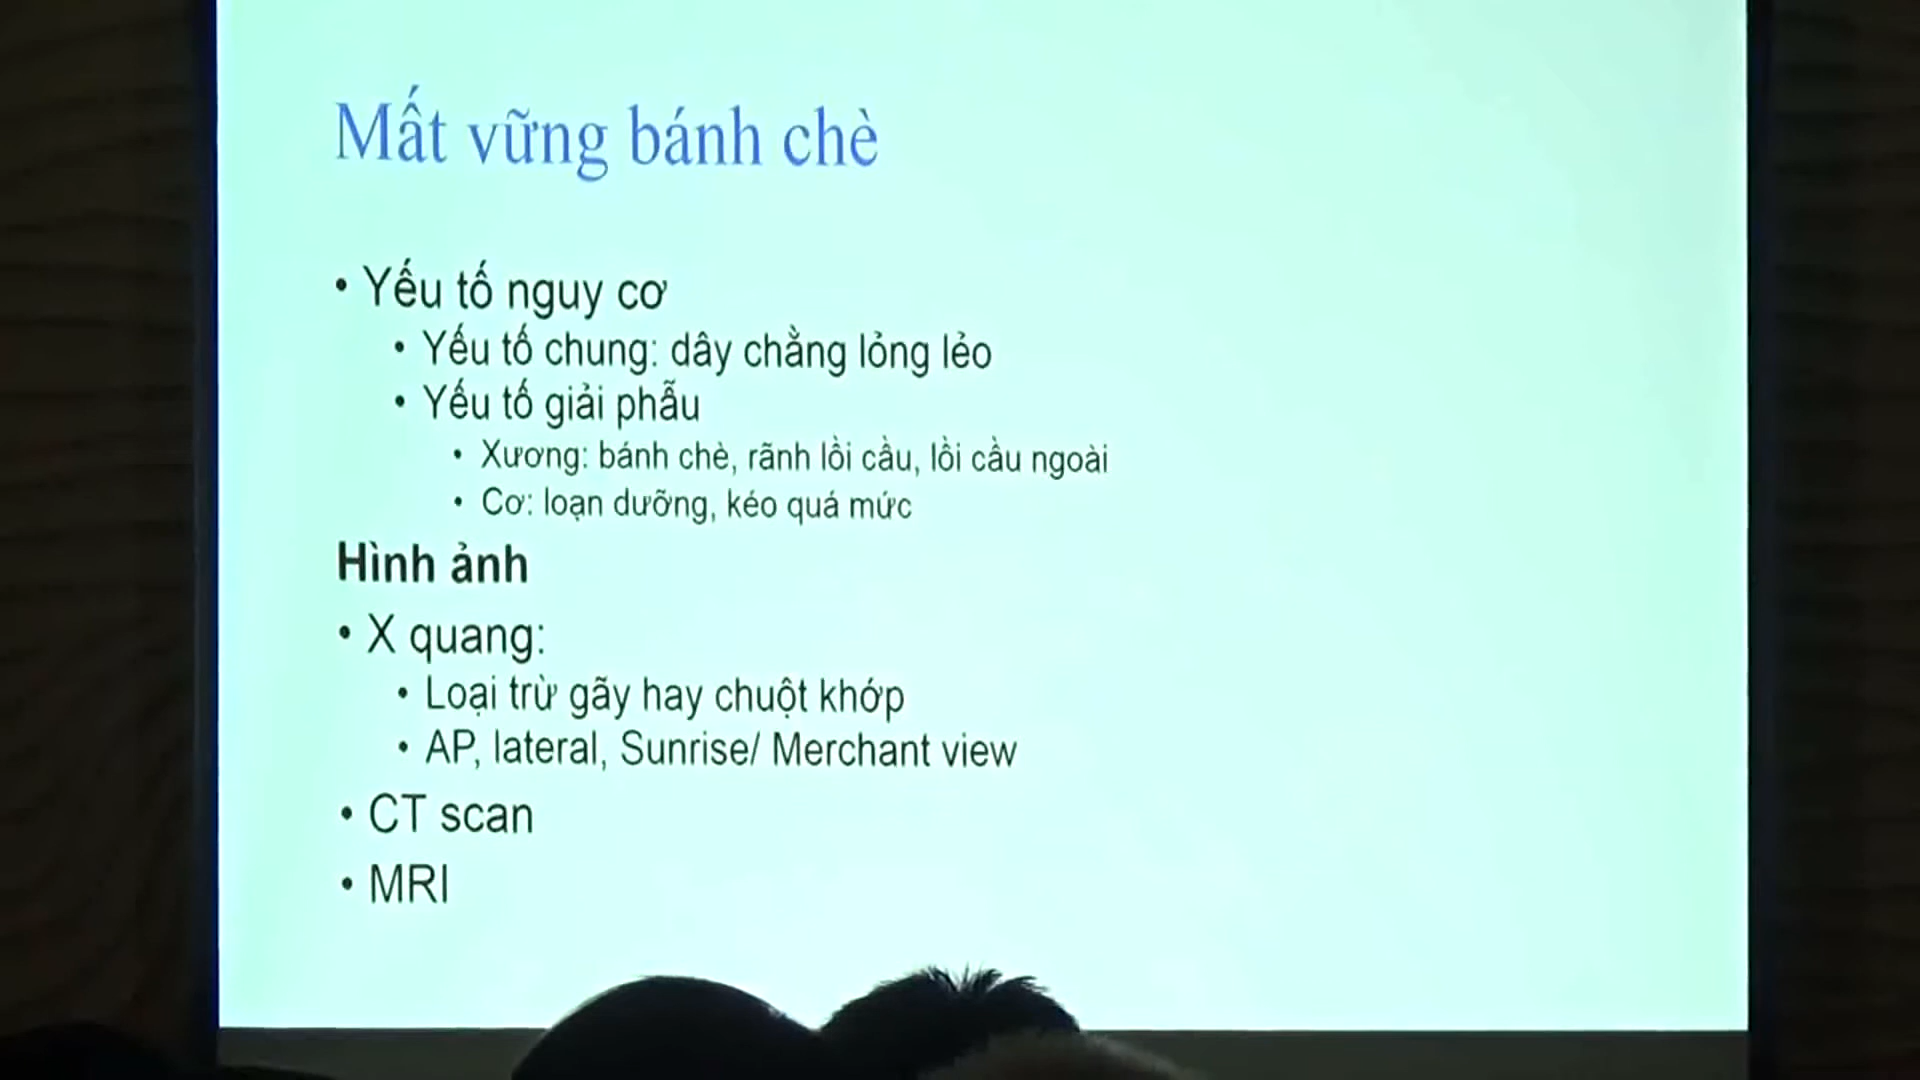 Mất vững bánh chè
• Yếu tố nguy cơ
• Yếu tố chung: dây chằng lỏng lẻo
• Yếu tố giải phẫu
• Xương: bánh chè, rãnh lồi cầu, lồi cầu ngoài
• Cơ: loạn dưỡng, kéo quá mức
Hình ảnh
• X quang:
• Loại trừ gãy hay chuột khớp
• AP, lateral, Sunrise/ Merchant view
• CT scan
• MRI